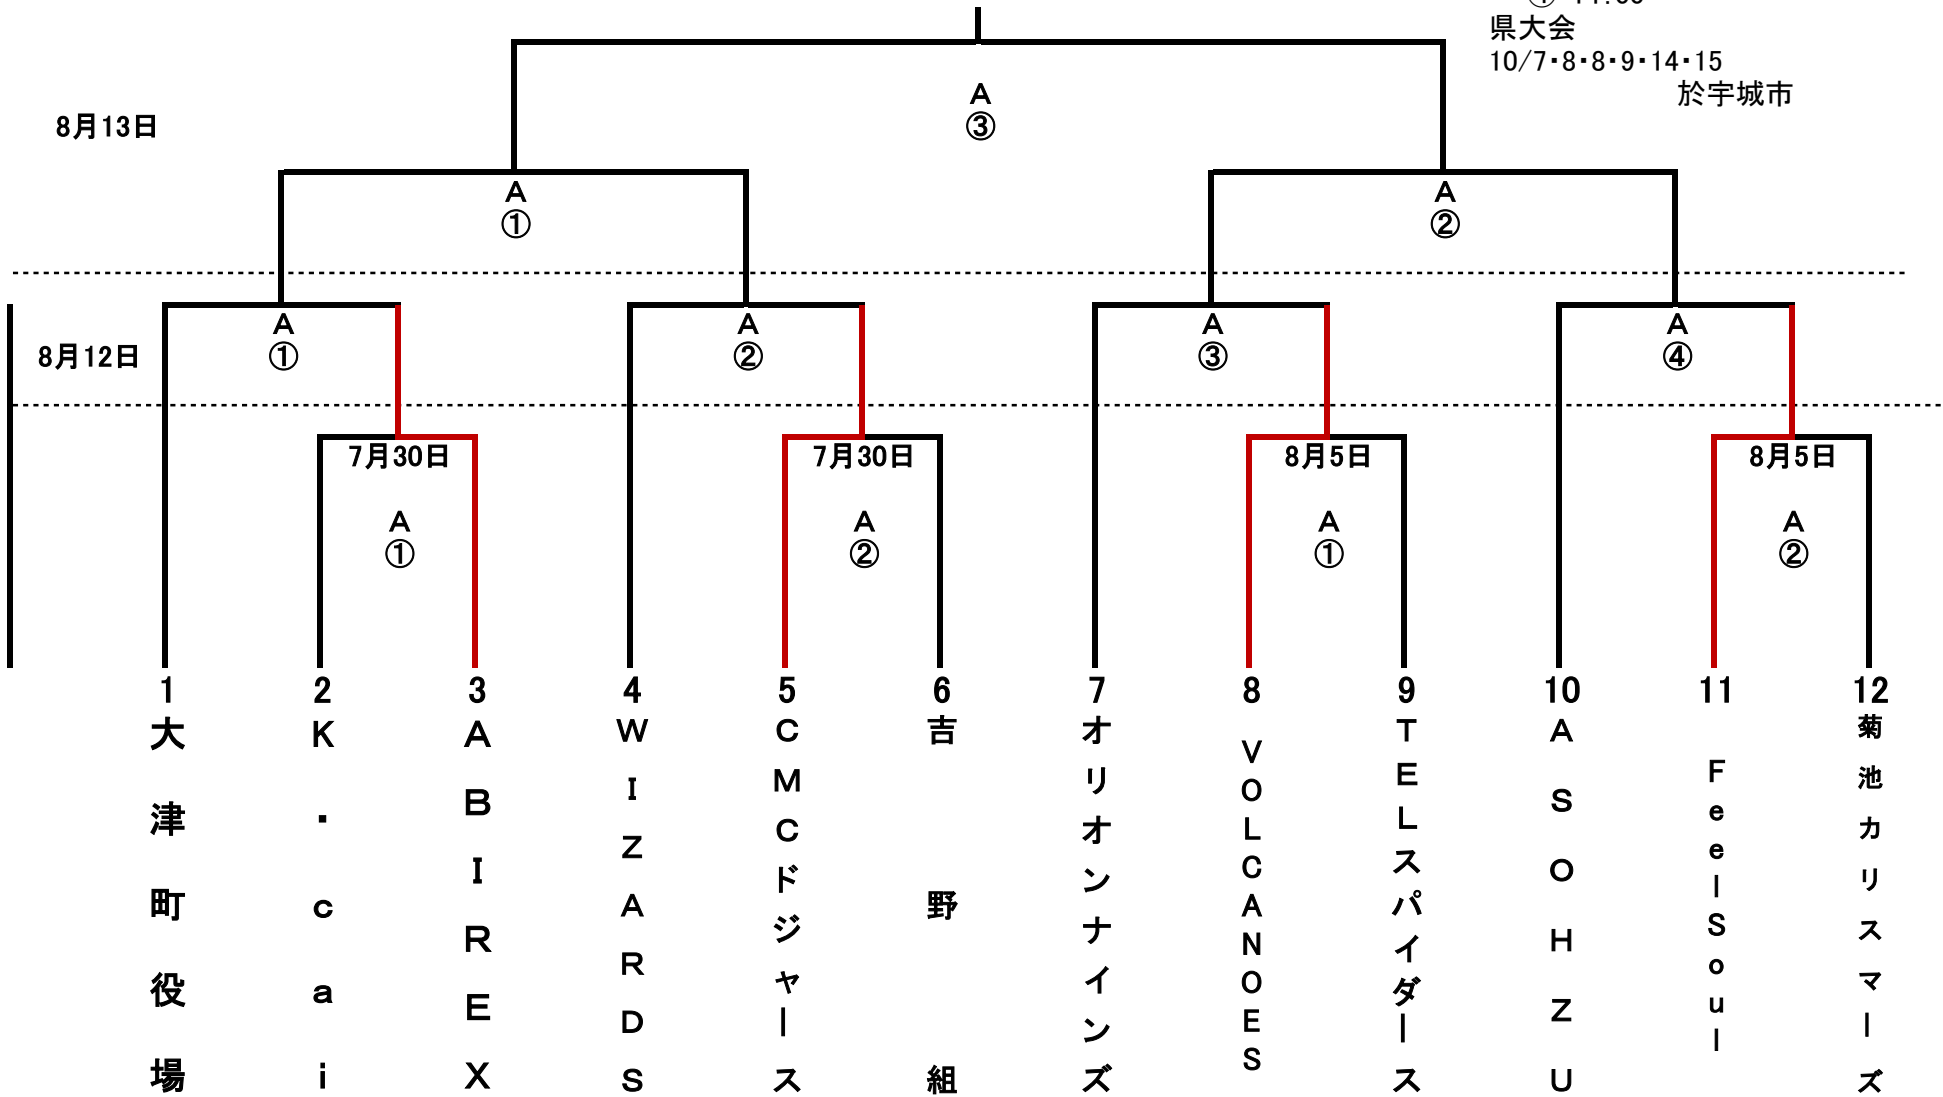 県大会
10/7・8・8・9・14・15
於宇城市
8月13日
A
③
A
①
A
②
8月12日
A
①
A
②
A
③
A
④
7月30日
A
①
7月30日
A
②
8月5日
A
①
8月5日
A
②
1
2
3
4
5
6
7
8
9
10
11
12
大津町役場
K・cai
ABIREX
WIZARDS
CMCドジャース
吉野組
オリオンナインズ
VOLCANOES
TELスパイダース
ASOHZU
FeelSoul
菊池カリスマーズ